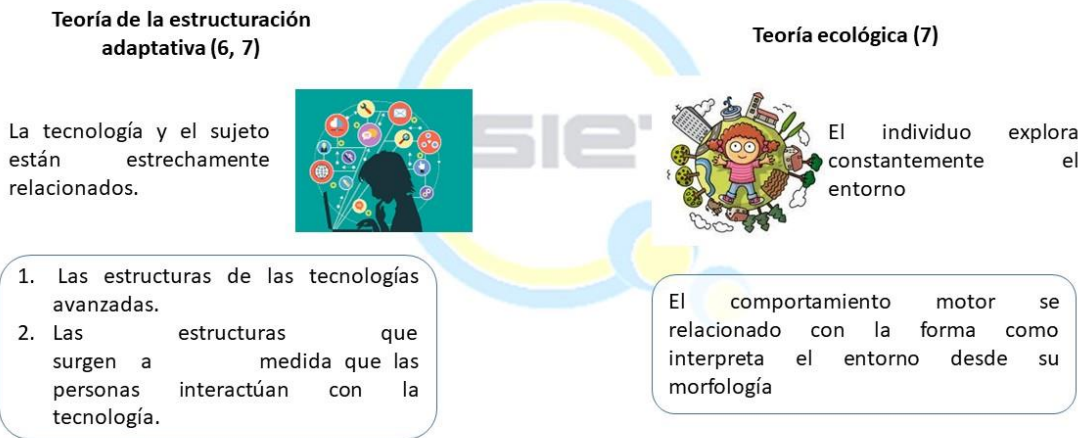 Teoría de la estructuración
adaptativa (6, 7)
La tecnología y el sujeto
están estrechamente
relacionados.
1. Las estructuras de las tecnologías
avanzadas.
2. Las estructuras que
surgen a medida que las
personas interactúan con la
tecnología.
SIE
Teoría ecológica (7)
El individuo explora
constantemente el
entorno
El comportamiento motor se
relacionado con la forma como
interpreta el entorno desde su
morfología